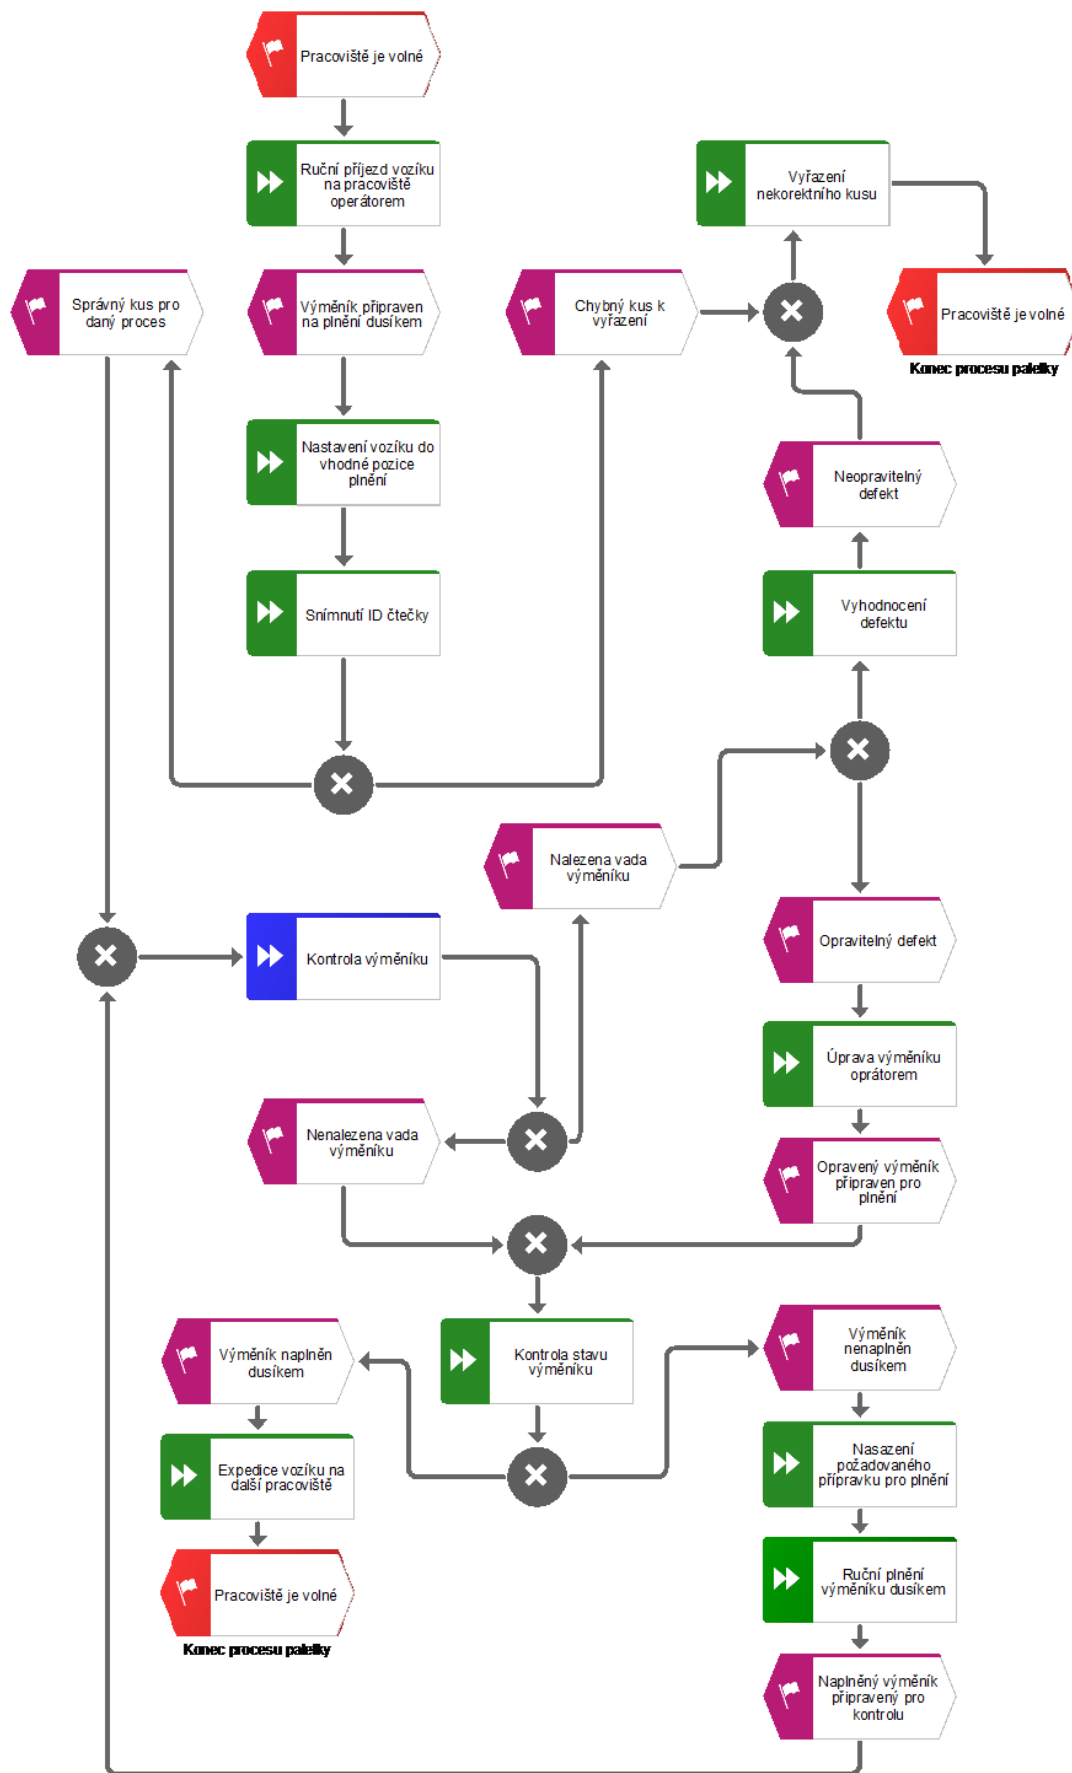 Pracoviště je volné
Ruční příjezd vozíku
na pracoviště
operátorem
Vyřazení
nekorektního kusu
Správný kus pro
daný proces
Výměník připraven
na plnění dusíkem
Chybný kus k
vyřazení
Pracoviště je volné
Konec procesu paletky
Nastavení vozíku do
vhodné pozice
plnění
Neopravitelný
defekt
Snímnutí ID čtečky
Vyhodnocení
defektu
Nalezena vada
výměníku
Opravitelný defekt
Kontrola výměníku
Úprava výměníku
oprátorem
Nenalezena vada
výměníku
Opravený výměník
připraven pro
plnění
Výměník naplněn
dusíkem
Kontrola stavu
výměníku
Výměník
nenaplněn
dusíkem
Expedice vozíku na
další pracoviště
Nasazení
požadovaného
přípravku pro plnění
Pracoviště je volné
Konec procesu paletky
Ruční plnění
výměníku dusíkem
Naplněný výměník
připravený pro
kontrolu